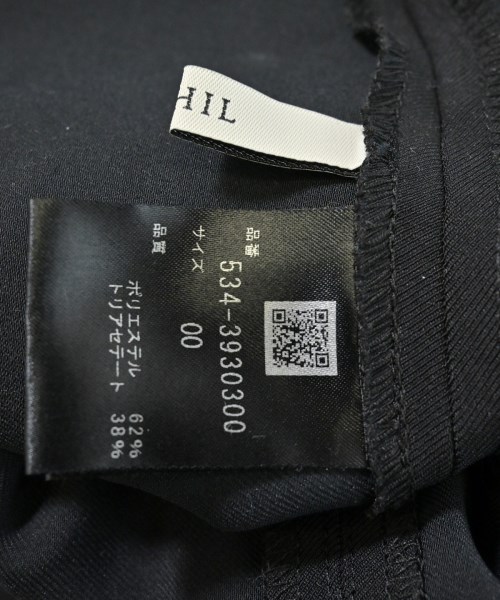 HIL
品番
534-3930300
サイズ
00
品質
ポリエステル 62%
トリアセテート 38%